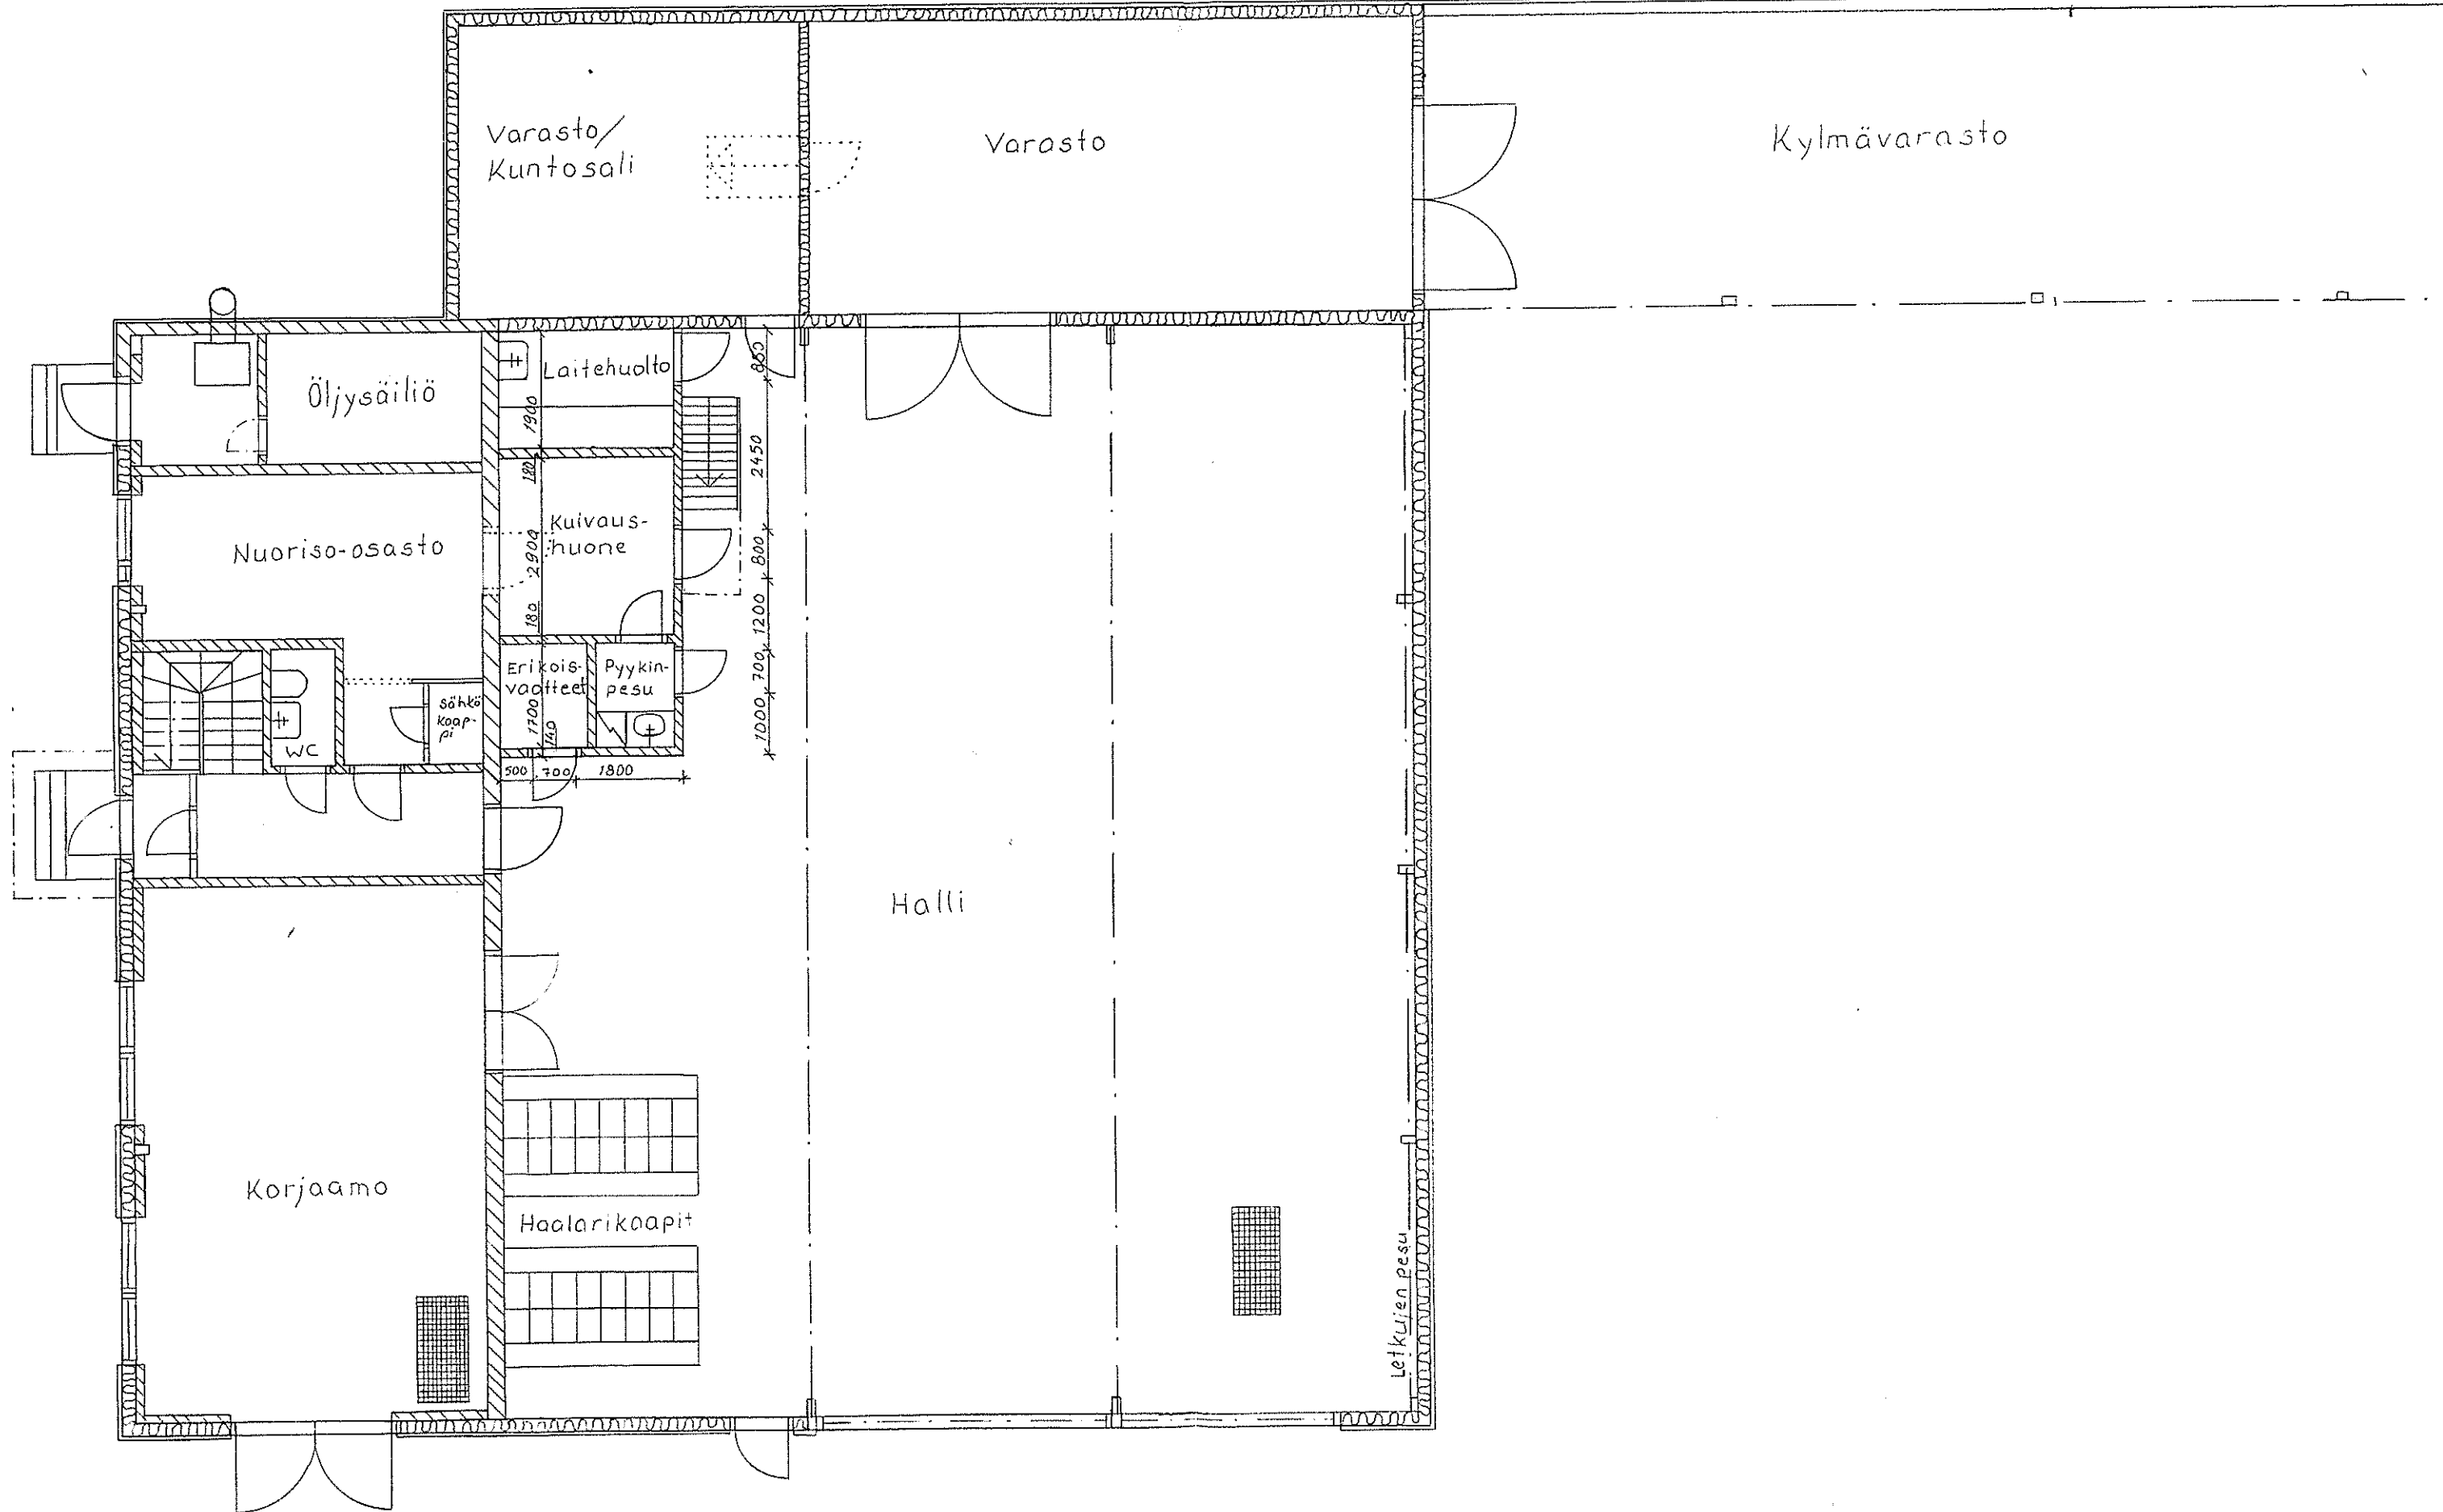 Varasto/
Kuntosali
Varasto
Kylmävarasto
Öljysäiliö
Laitehuolto
850
1900
2450
180
Nuoriso-osasto
Kuivaus-
huone
2900
800
180
1200
Erikois-
vaatteet
Pyykin-
pesu
700
sähkö
kaap-
pi
1700
140
1000
WC
500
700
1800
Halli
Korjaamo
Haalarikaapit
Letkujen pesu